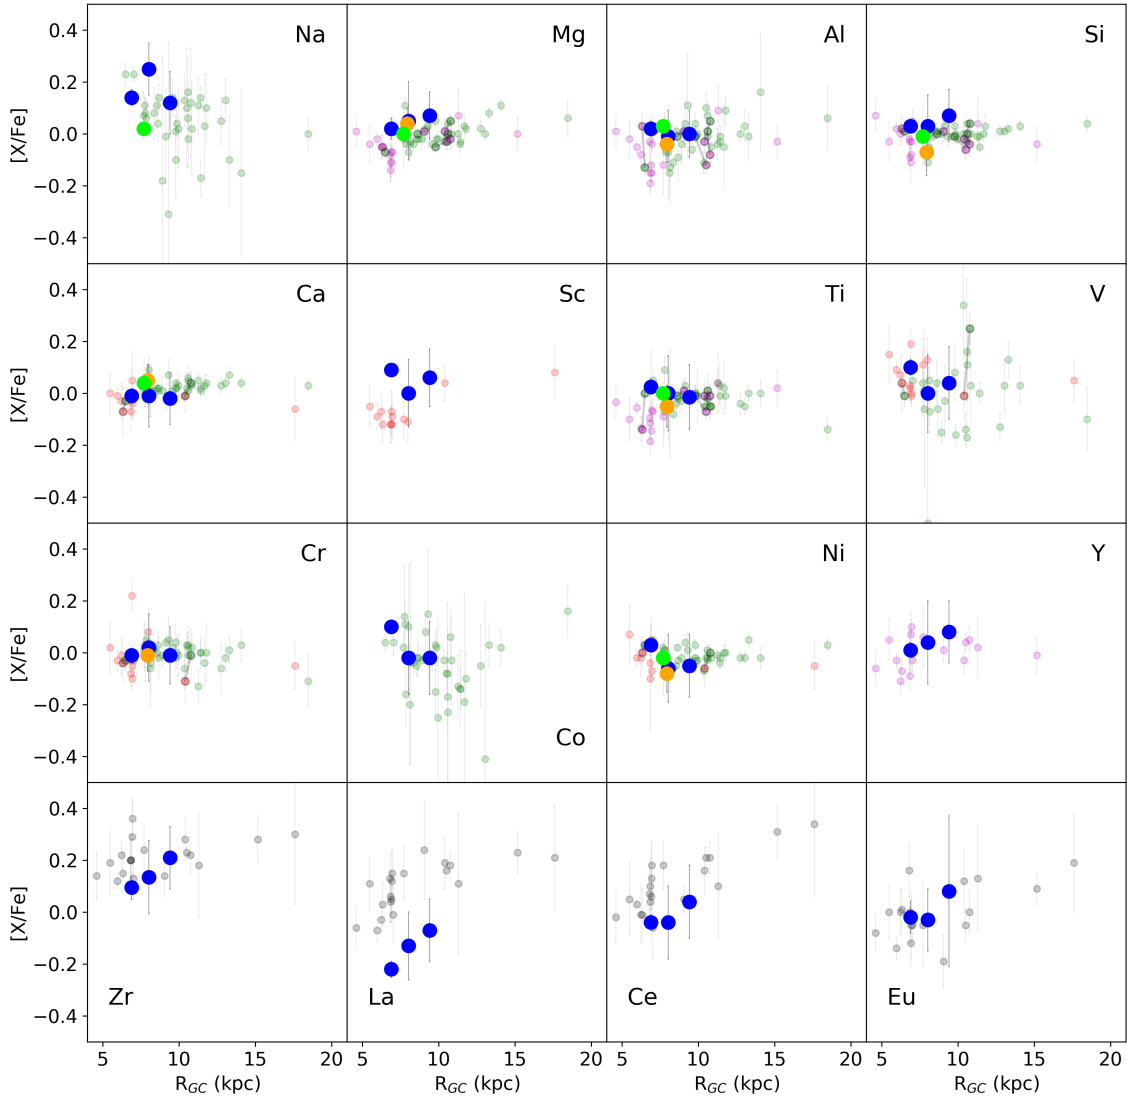 Na Mg Al Si
[X/Fe] 0.4 0.2 0.0 −0.2 −0.4
Ca Sc Ti V
[X/Fe] 0.4 0.2 0.0 −0.2 −0.4
Cr Co Ni Y
[X/Fe] 0.4 0.2 0.0 −0.2 −0.4
Zr La Ce Eu
[X/Fe] 0.4 0.2 0.0 −0.2 −0.4
5 10 15 20 5 10 15 20 5 10 15 20 5 10 15 20
R_GC (kpc) R_GC (kpc) R_GC (kpc) R_GC (kpc)